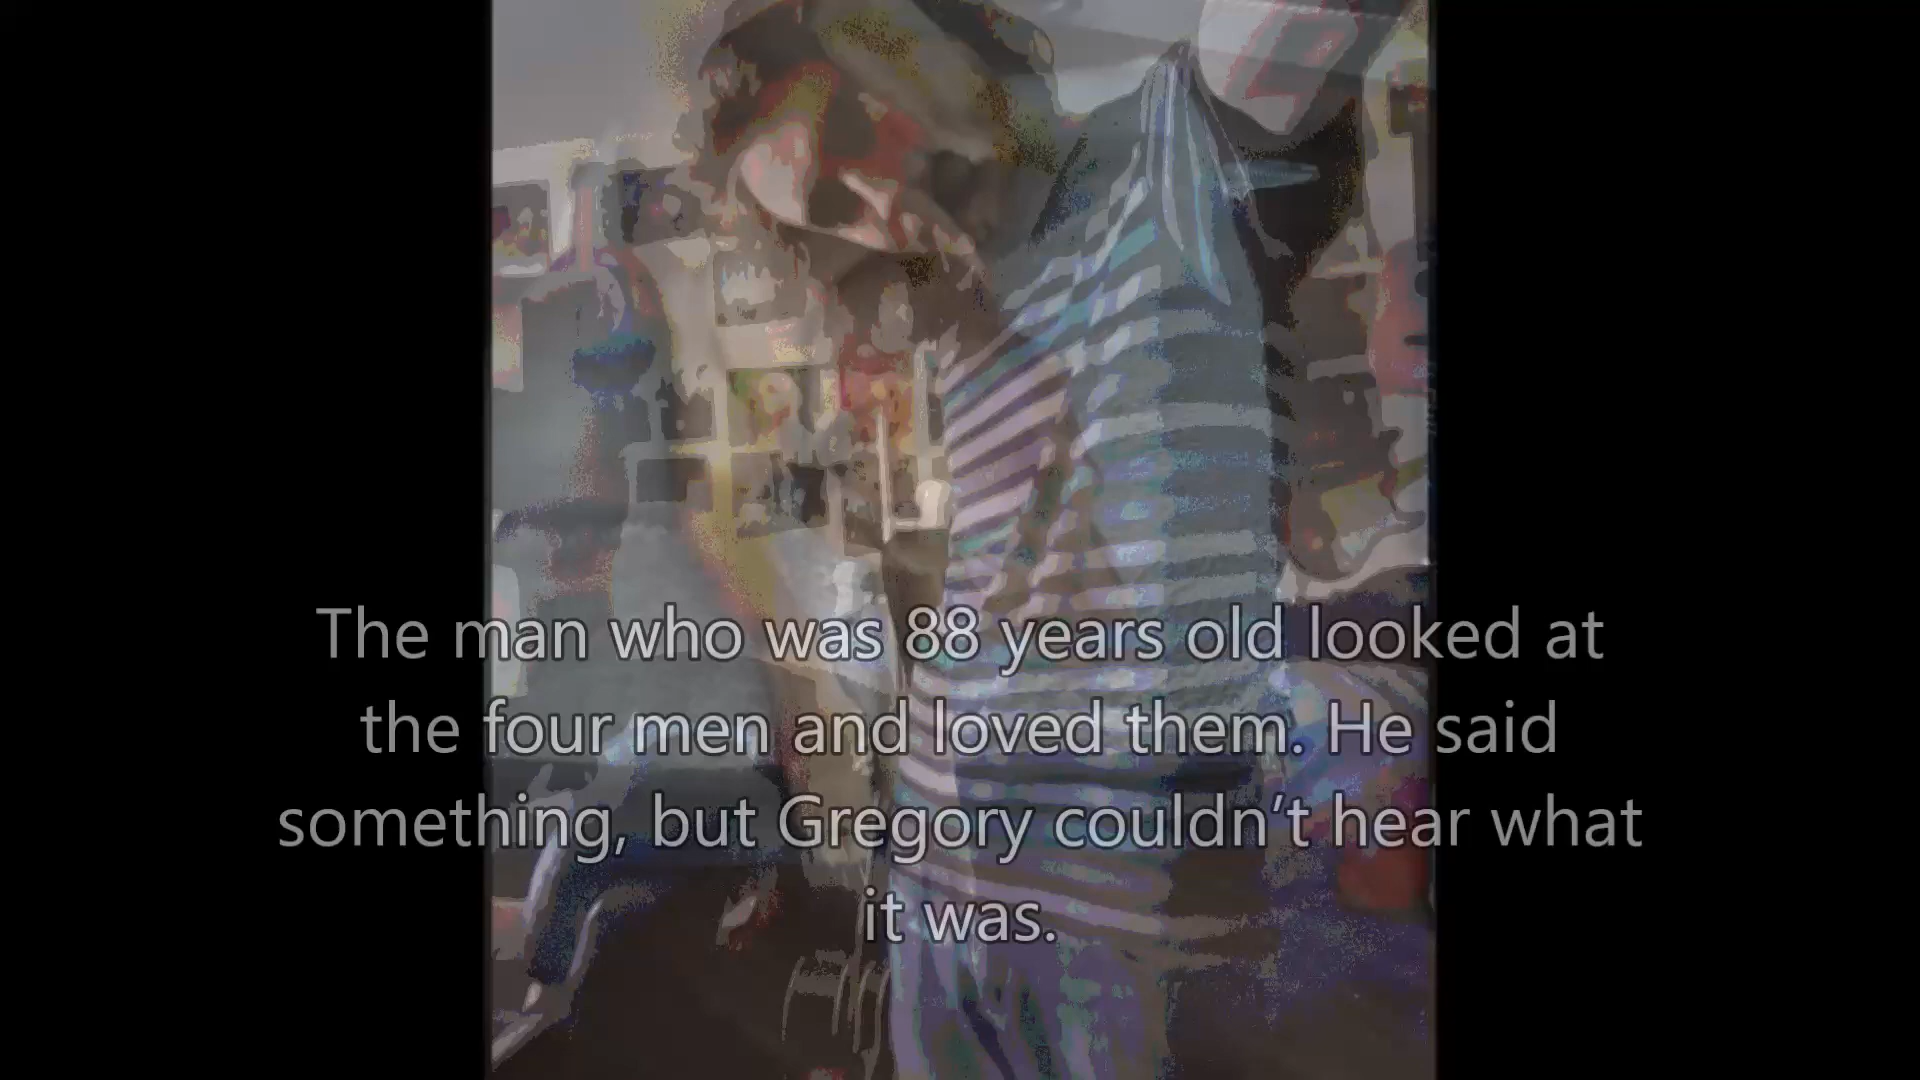 The man who was 88 years old looked at
the four men and loved them. He said
something, but Gregory couldn’t hear what
it was.